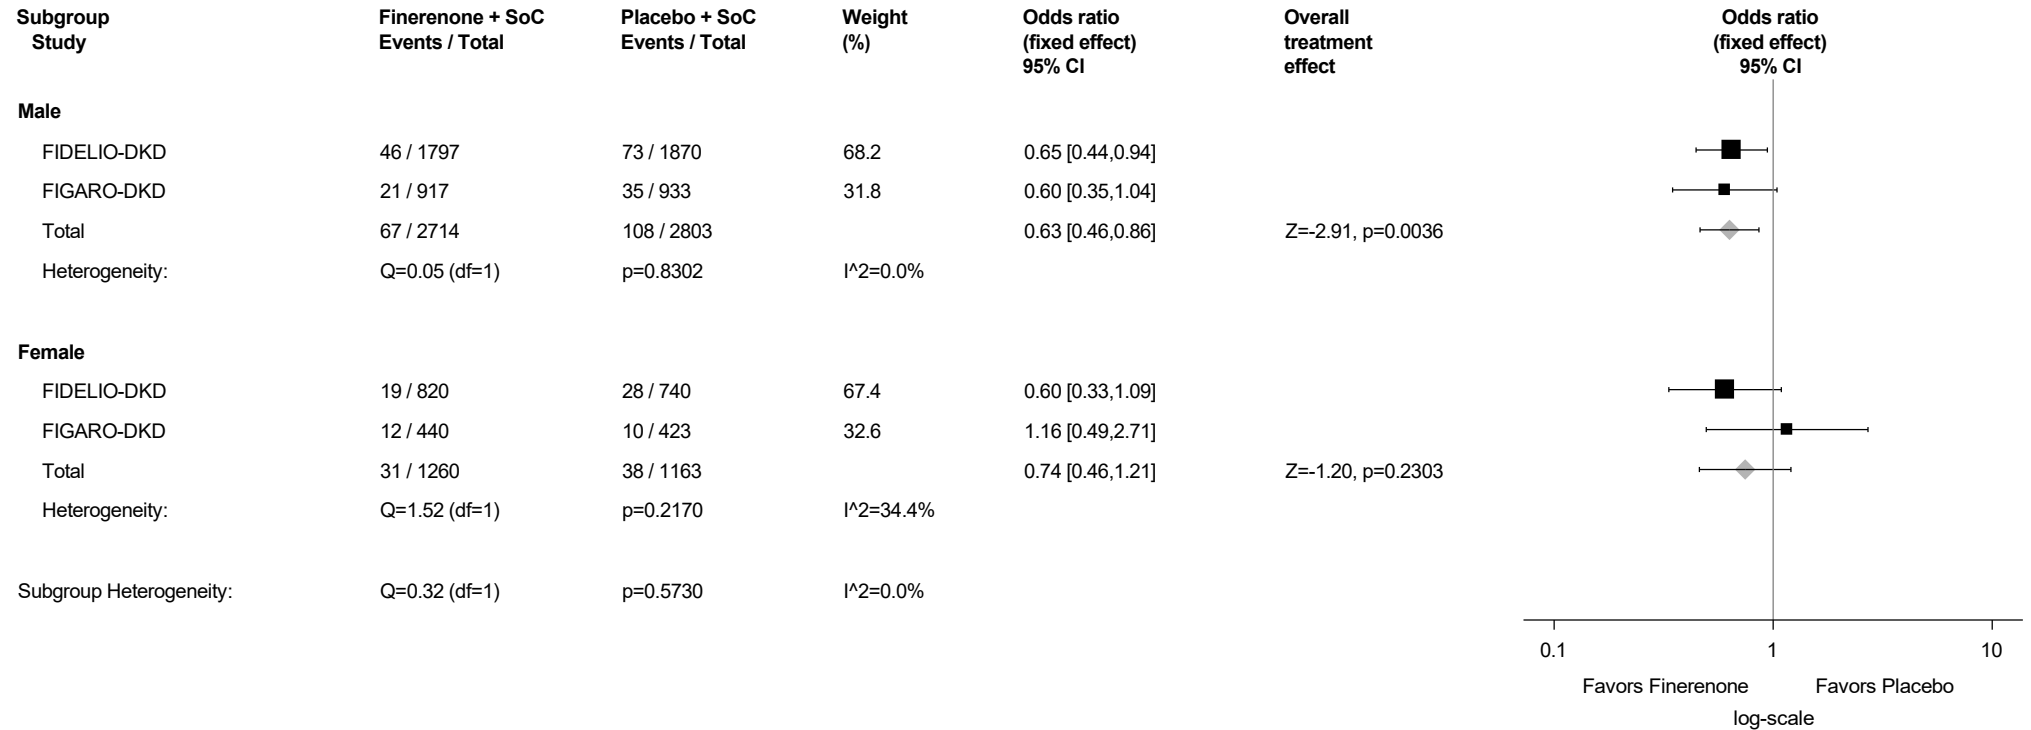 Subgroup Finerenone + SoC Placebo + SoC Weight Odds ratio Overall Odds ratio
Study Events / Total Events / Total (%) (fixed effect) treatment (fixed effect)
95% CI effect 95% CI
Male
FIDELIO-DKD 46 / 1797 73 / 1870 68.2 0.65 [0.44,0.94]
FIGARO-DKD 21 / 917 35 / 933 31.8 0.60 [0.35,1.04]
Total 67 / 2714 108 / 2803 0.63 [0.46,0.86] Z=-2.91, p=0.0036
Heterogeneity: Q=0.05 (df=1) p=0.8302 I^2=0.0%
Female
FIDELIO-DKD 19 / 820 28 / 740 67.4 0.60 [0.33,1.09]
FIGARO-DKD 12 / 440 10 / 423 32.6 1.16 [0.49,2.71]
Total 31 / 1260 38 / 1163 0.74 [0.46,1.21] Z=-1.20, p=0.2303
Heterogeneity: Q=1.52 (df=1) p=0.2170 I^2=34.4%
Subgroup Heterogeneity: Q=0.32 (df=1) p=0.5730 I^2=0.0%
0.1 1 10
Favors Finerenone Favors Placebo
log-scale